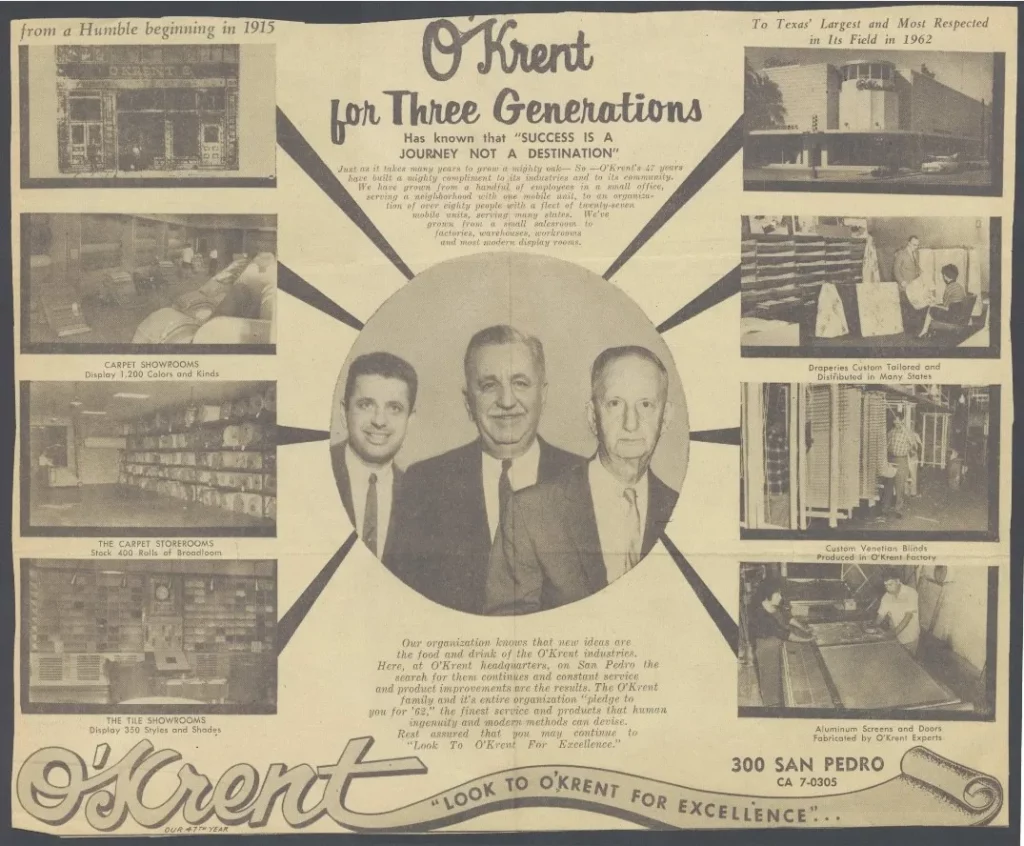 from a Humble beginning in 1915
O'Krent
for Three Generations
Has known that "SUCCESS IS A
JOURNEY NOT A DESTINATION"
Just as it takes many years to grow a mighty oak— So —O'Krent's 47 years
have built a mighty compliment to its industries and to its community.
We have grown from a handful of employees in a small office,
serving a neighborhood with one mobile unit, to an organiza-
tion of over eighty people with a fleet of twenty-seven
mobile units, serving many states. We've
grown from a small salesroom to
factories, warehouses, workrooms
and most modern display rooms.
To Texas' Largest and Most Respected
in Its Field in 1962
O'KRENT'S
CARPET SHOWROOMS
Display 1,200 Colors and Kinds
THE CARPET STOREROOMS
Stock 400 Rolls of Broadloom
THE TILE SHOWROOMS
Display 350 Styles and Shades
Draperies Custom Tailored and
Distributed in Many States
Custom Venetian Blinds
Produced in O'Krent Factory
Aluminum Screens and Doors
Fabricated by O'Krent Experts
Our organization knows that new ideas are
the food and drink of the O'Krent industries.
Here, at O'Krent headquarters, on San Pedro the
search for them continues and constant service
and product improvements are the results. The O'Krent
family and it's entire organization "pledge to
you for '62," the finest service and products that human
ingenuity and modern methods can devise.
Rest assured that you may continue to
"Look To O'Krent For Excellence."
300 SAN PEDRO
CA 7-0305
O'Krent
OUR 47TH YEAR
"LOOK TO O'KRENT FOR EXCELLENCE"...